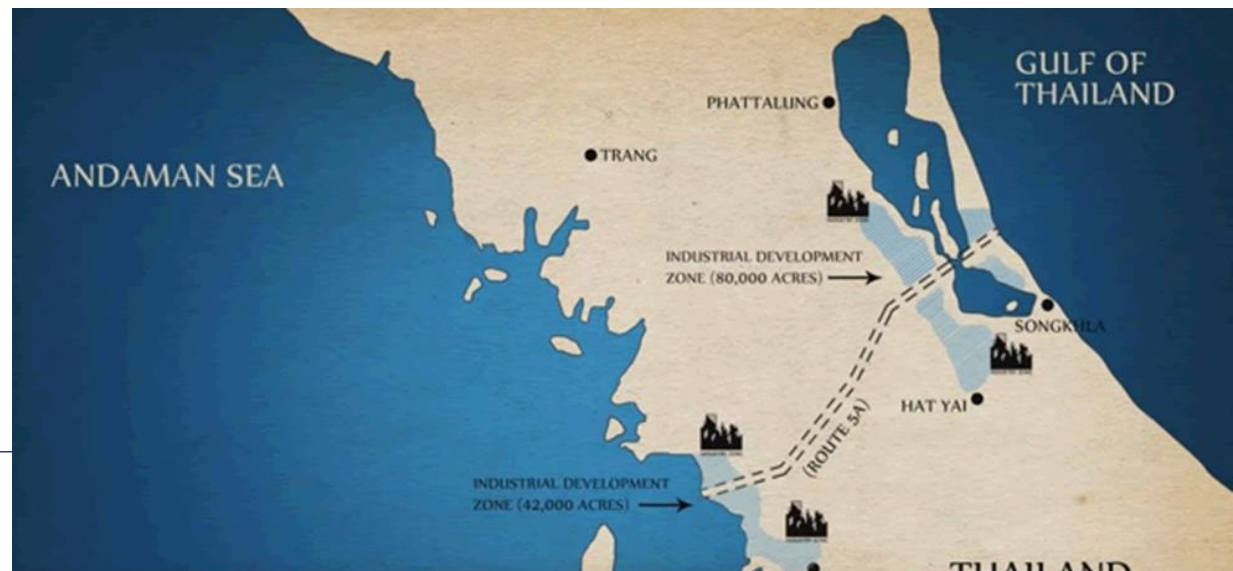 GULF OF
THAILAND
PHATTALUNG
TRANG
ANDAMAN SEA
INDUSTRIAL DEVELOPMENT
ZONE (80,000 ACRES)
SONGKHLA
HAT YAI
(ROUTE 5A)
INDUSTRIAL DEVELOPMENT
ZONE (42,000 ACRES)
THAILAND